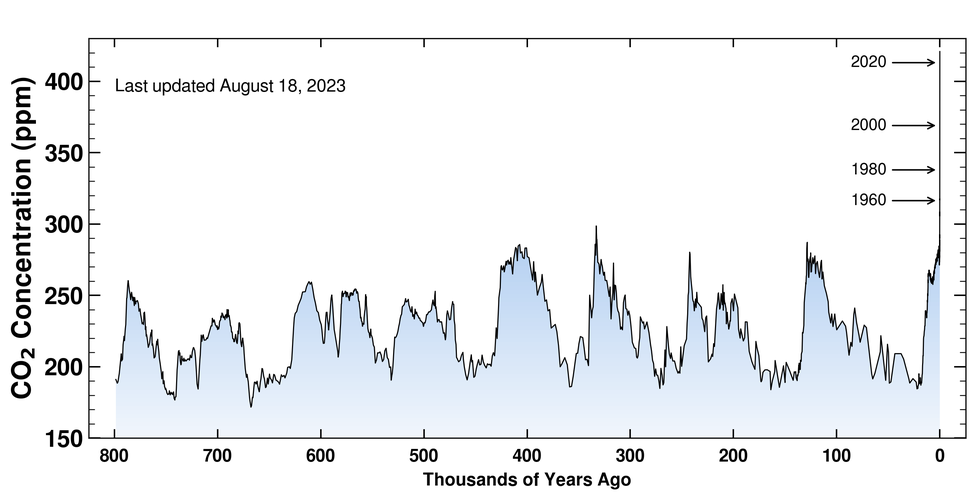 Last updated August 18, 2023
2020
2000
1980
1960
CO2 Concentration (ppm)
400
350
300
250
200
150
800 700 600 500 400 300 200 100 0
Thousands of Years Ago